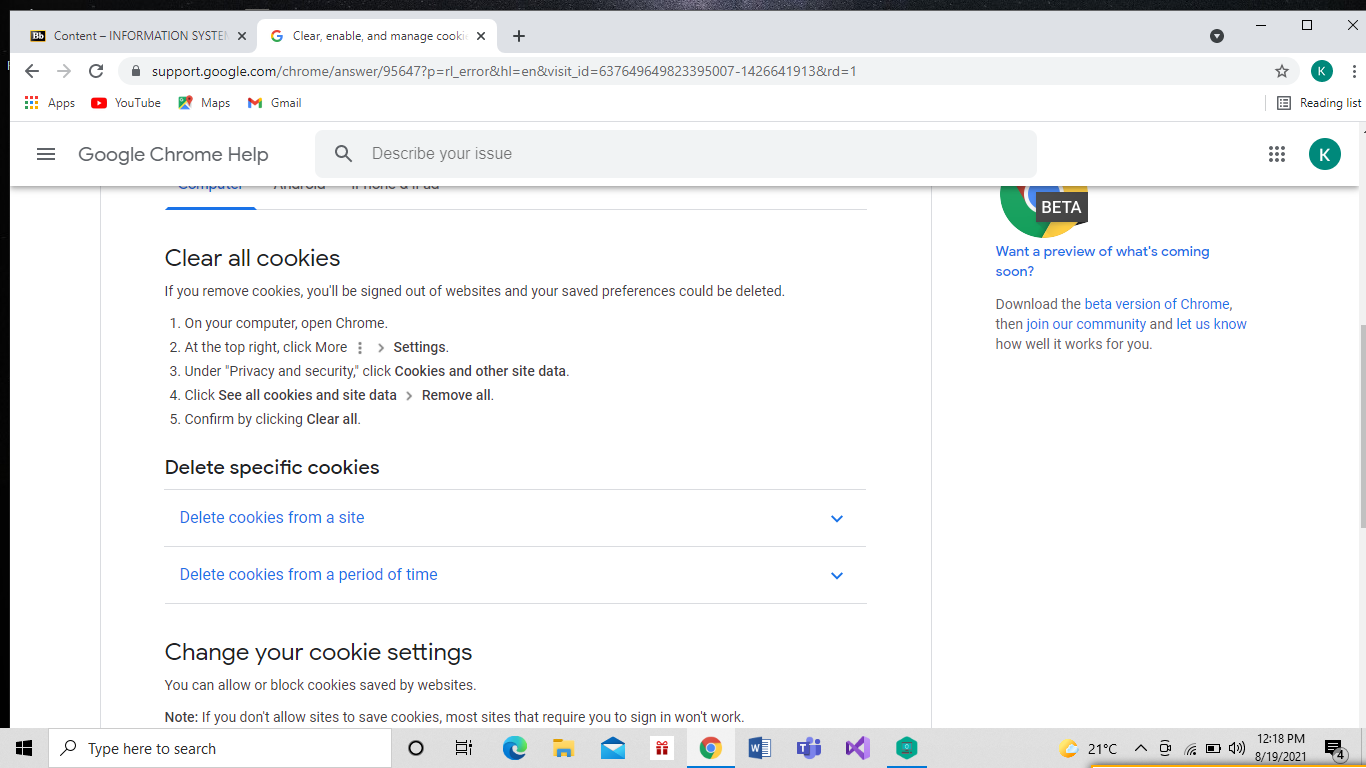 Bb Content – INFORMATION SYSTEM
Clear, enable, and manage cookie
support.google.com/chrome/answer/95647?p=rl_error&hl=en&visit_id=637649649823395007-1426641913&rd=1
K
Apps YouTube Maps Gmail
Reading list
Google Chrome Help
Describe your issue
K
Computer Android iPhone & iPad
BETA
Want a preview of what's coming
soon?
Download the beta version of Chrome,
then join our community and let us know
how well it works for you.
Clear all cookies
If you remove cookies, you'll be signed out of websites and your saved preferences could be deleted.
1. On your computer, open Chrome.
2. At the top right, click More > Settings.
3. Under "Privacy and security," click Cookies and other site data.
4. Click See all cookies and site data > Remove all.
5. Confirm by clicking Clear all.
Delete specific cookies
Delete cookies from a site
Delete cookies from a period of time
Change your cookie settings
You can allow or block cookies saved by websites.
Note: If you don't allow sites to save cookies, most sites that require you to sign in won't work.
Type here to search
21°C
12:18 PM
8/19/2021
4